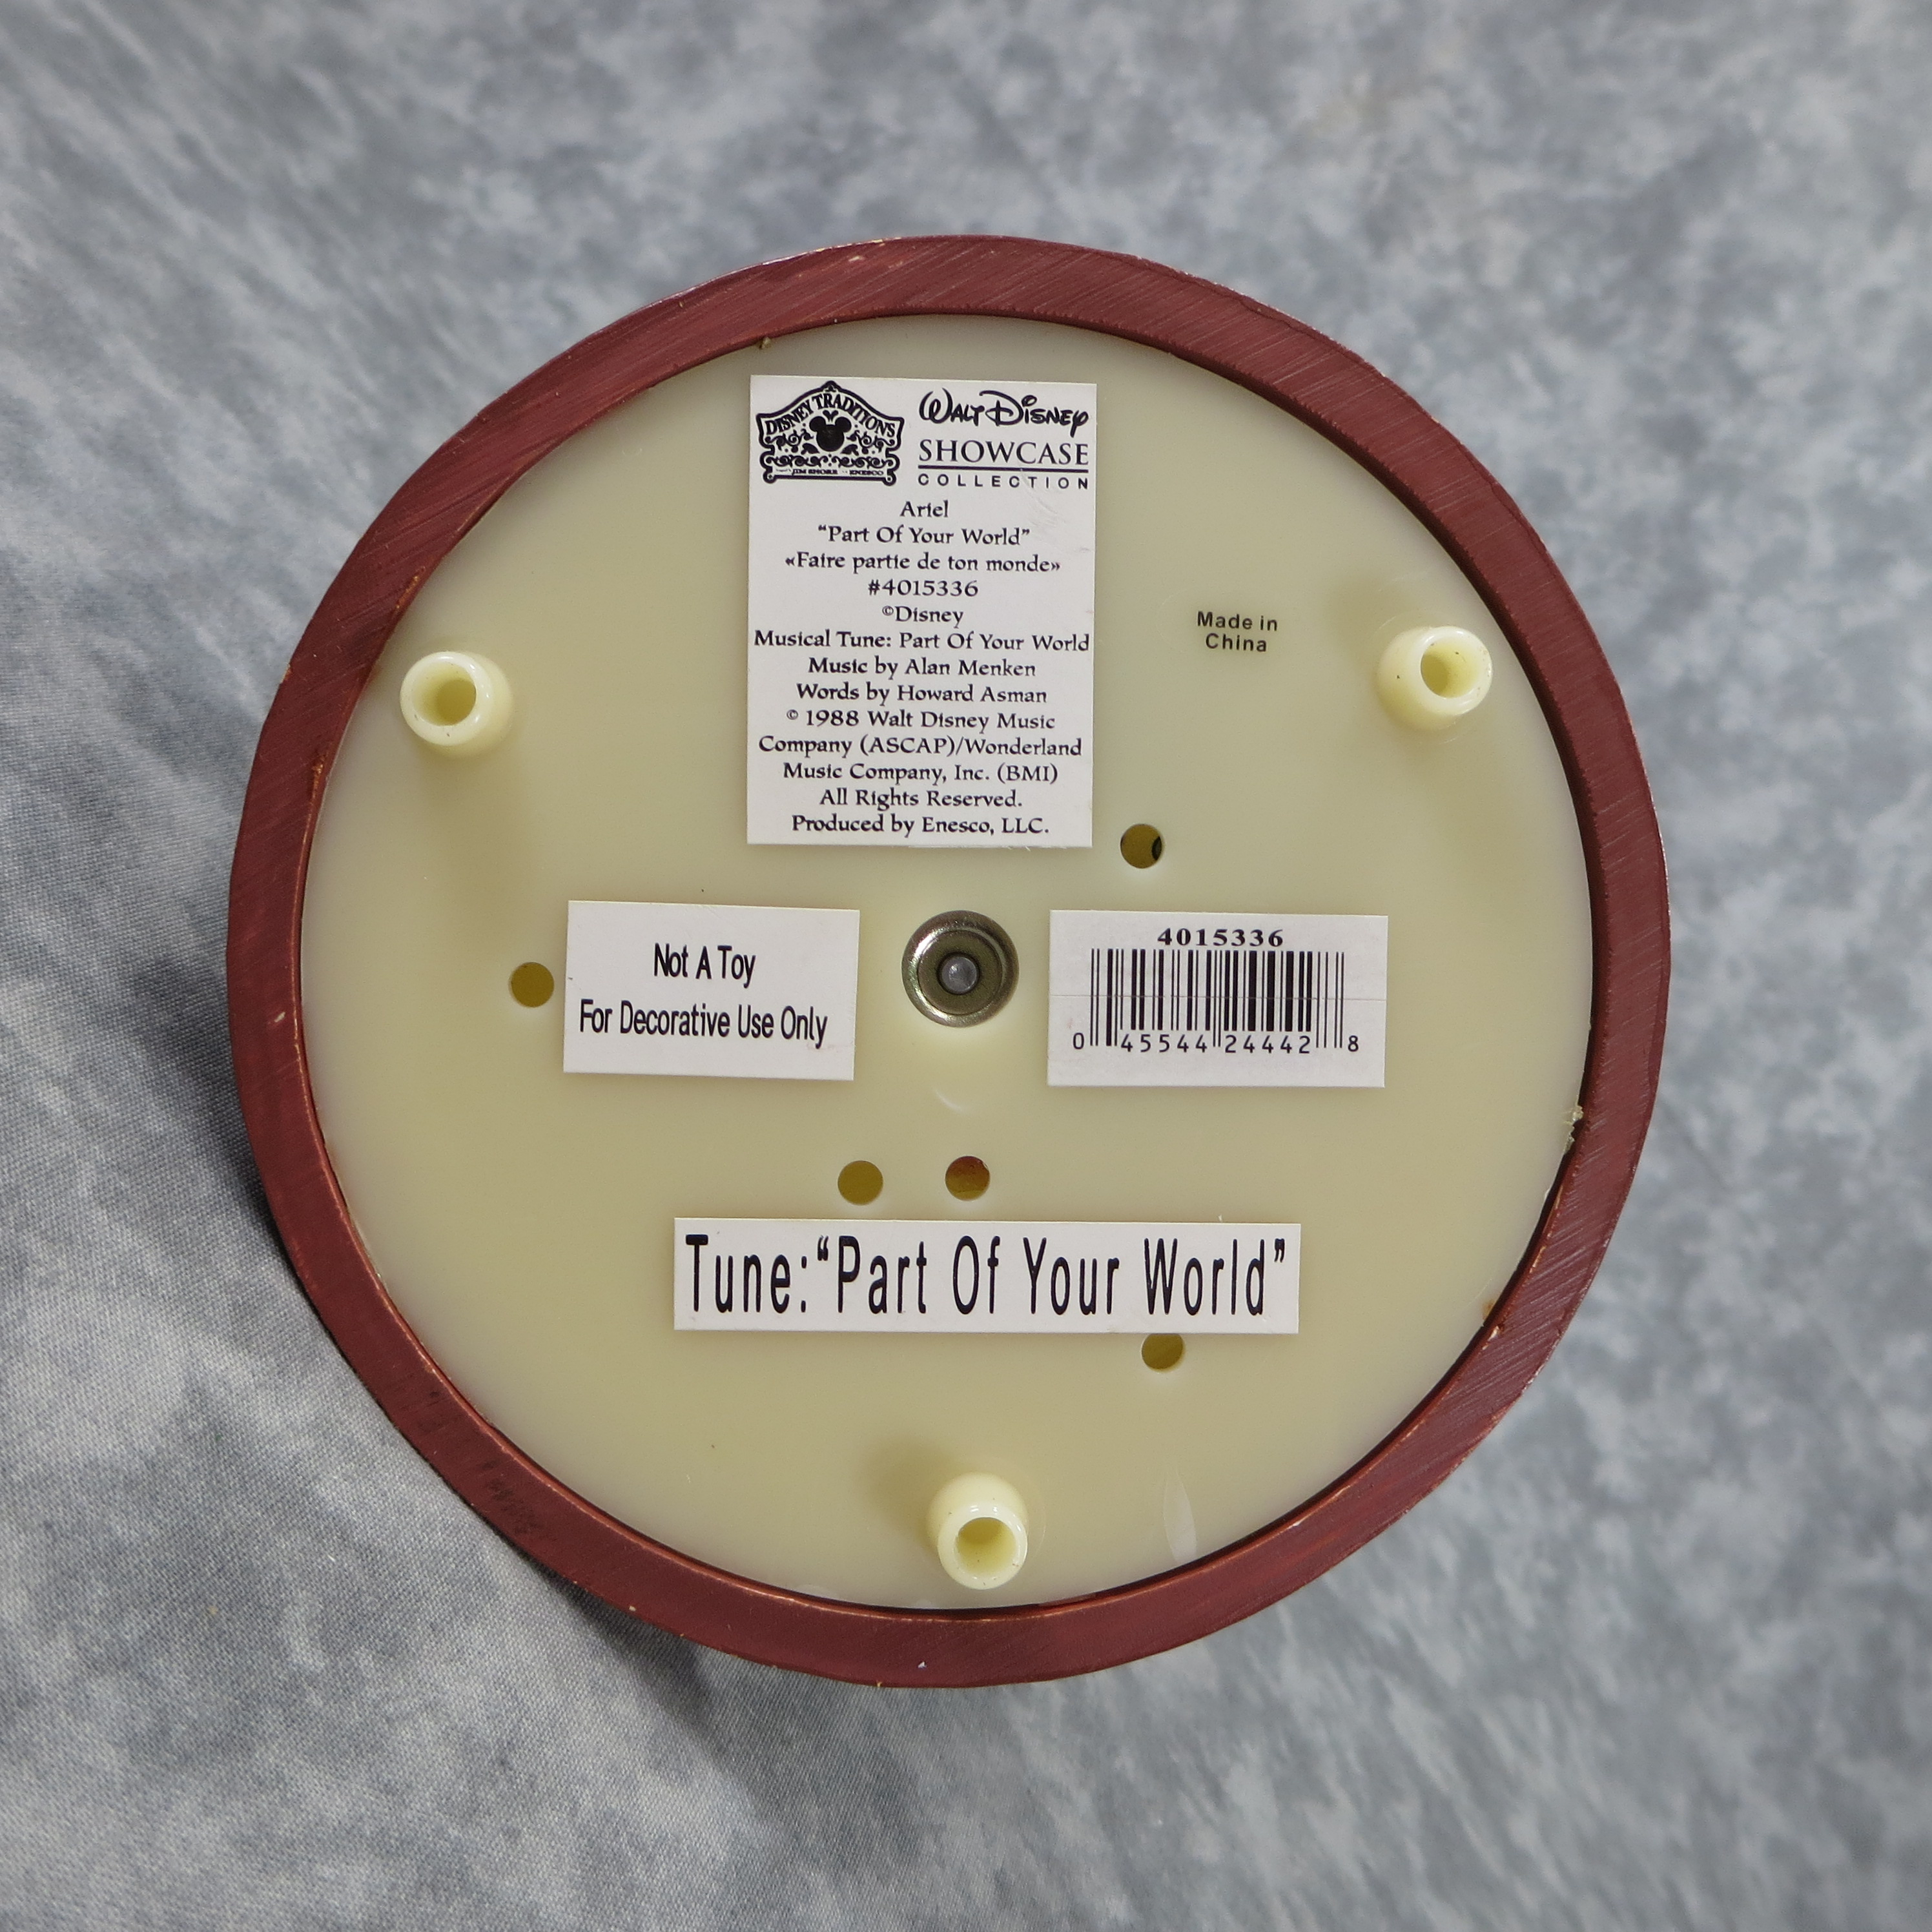 DISNEY TRADITIONS
JIM SHORE ENESCO
WALT DISNEY
SHOWCASE
COLLECTION
Ariel
“Part Of Your World”
«Faire partie de ton monde»
#4015336
©Disney
Musical Tune: Part Of Your World
Music by Alan Menken
Words by Howard Asman
© 1988 Walt Disney Music
Company (ASCAP)/Wonderland
Music Company, Inc. (BMI)
All Rights Reserved.
Produced by Enesco, LLC.
Made in
China
Not A Toy
For Decorative Use Only
4015336
0 45544 24442 8
Tune:“Part Of Your World”